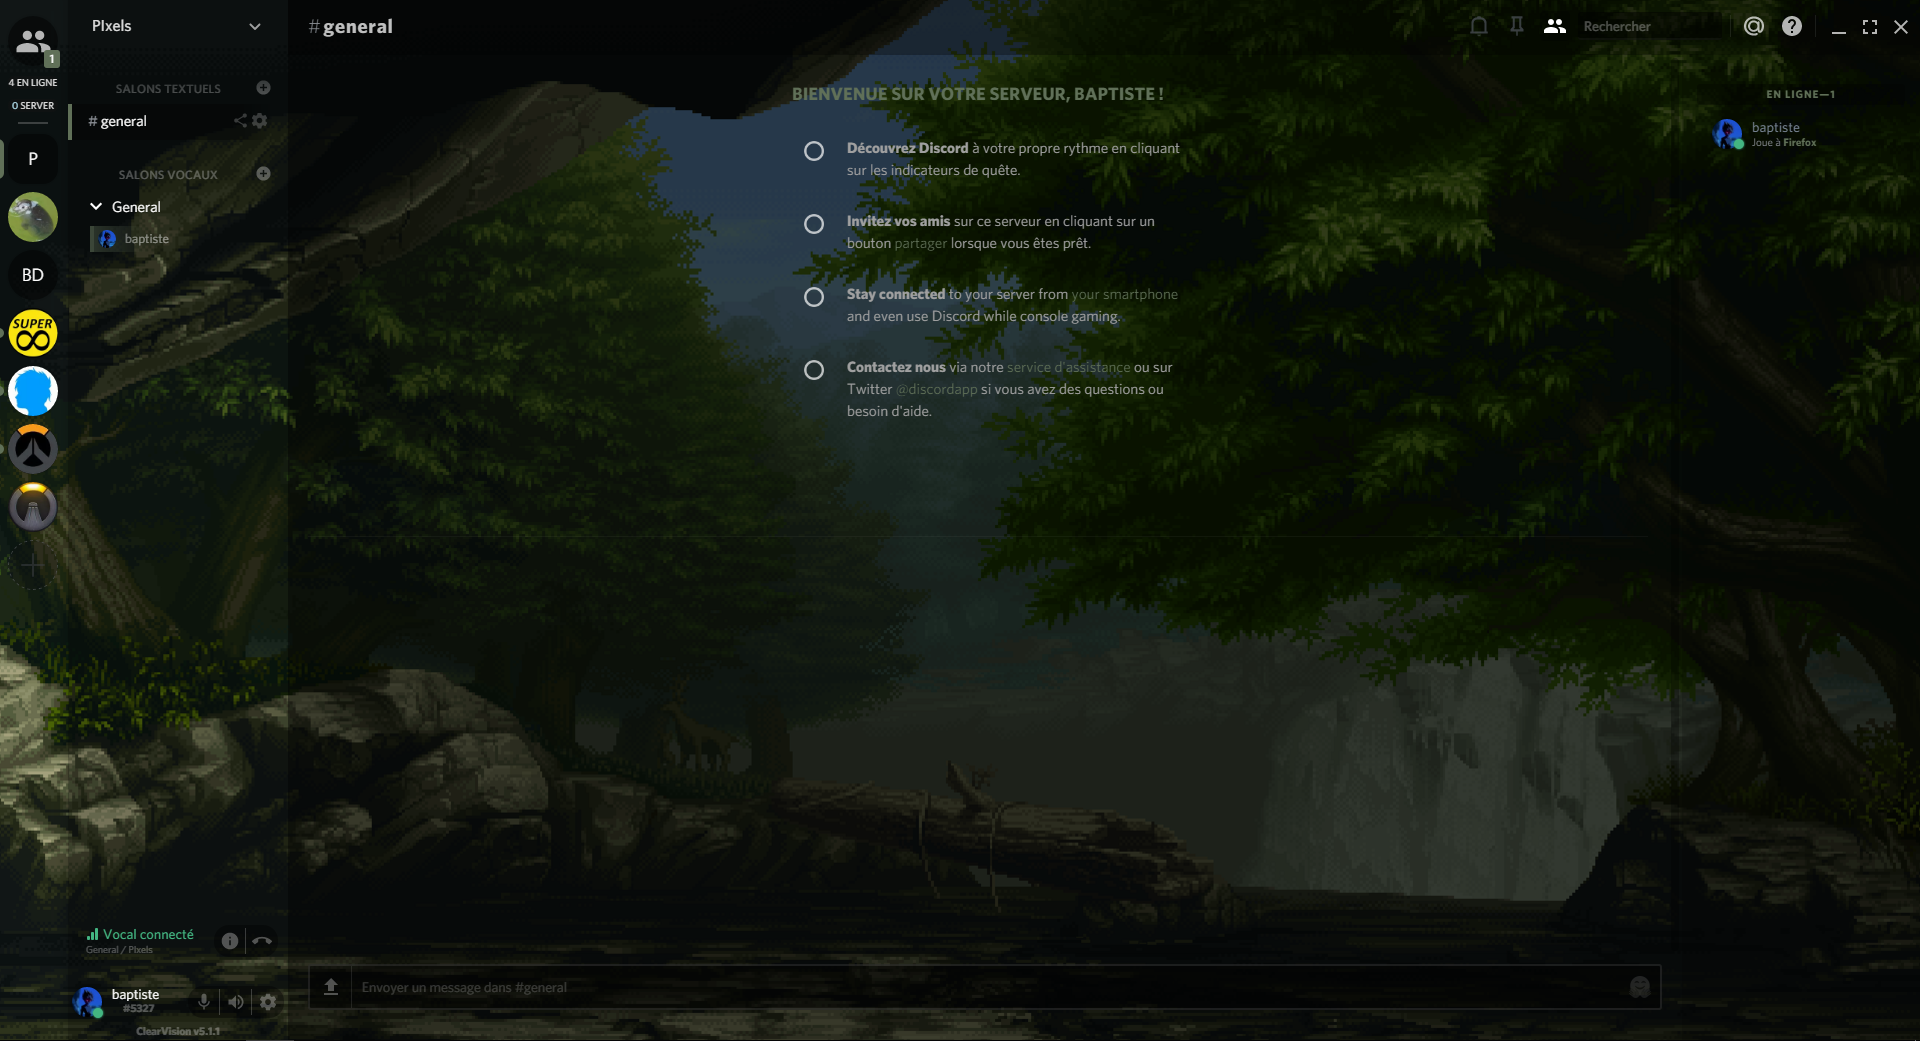 PIxels
#general
Rechercher
1
4 EN LIGNE
0 SERVER
P
BD
SUPER
SALONS TEXTUELS
# general
SALONS VOCAUX
General
baptiste
BIENVENUE SUR VOTRE SERVEUR, BAPTISTE !
Découvrez Discord à votre propre rythme en cliquant
sur les indicateurs de quête.
Invitez vos amis sur ce serveur en cliquant sur un
bouton partager lorsque vous êtes prêt.
Stay connected to your server from your smartphone
and even use Discord while console gaming.
Contactez nous via notre service d'assistance ou sur
Twitter @discordapp si vous avez des questions ou
besoin d'aide.
EN LIGNE—1
baptiste
Joue à Firefox
Vocal connecté
General / PIxels
baptiste
#5327
ClearVision v5.1.1
Envoyer un message dans #general